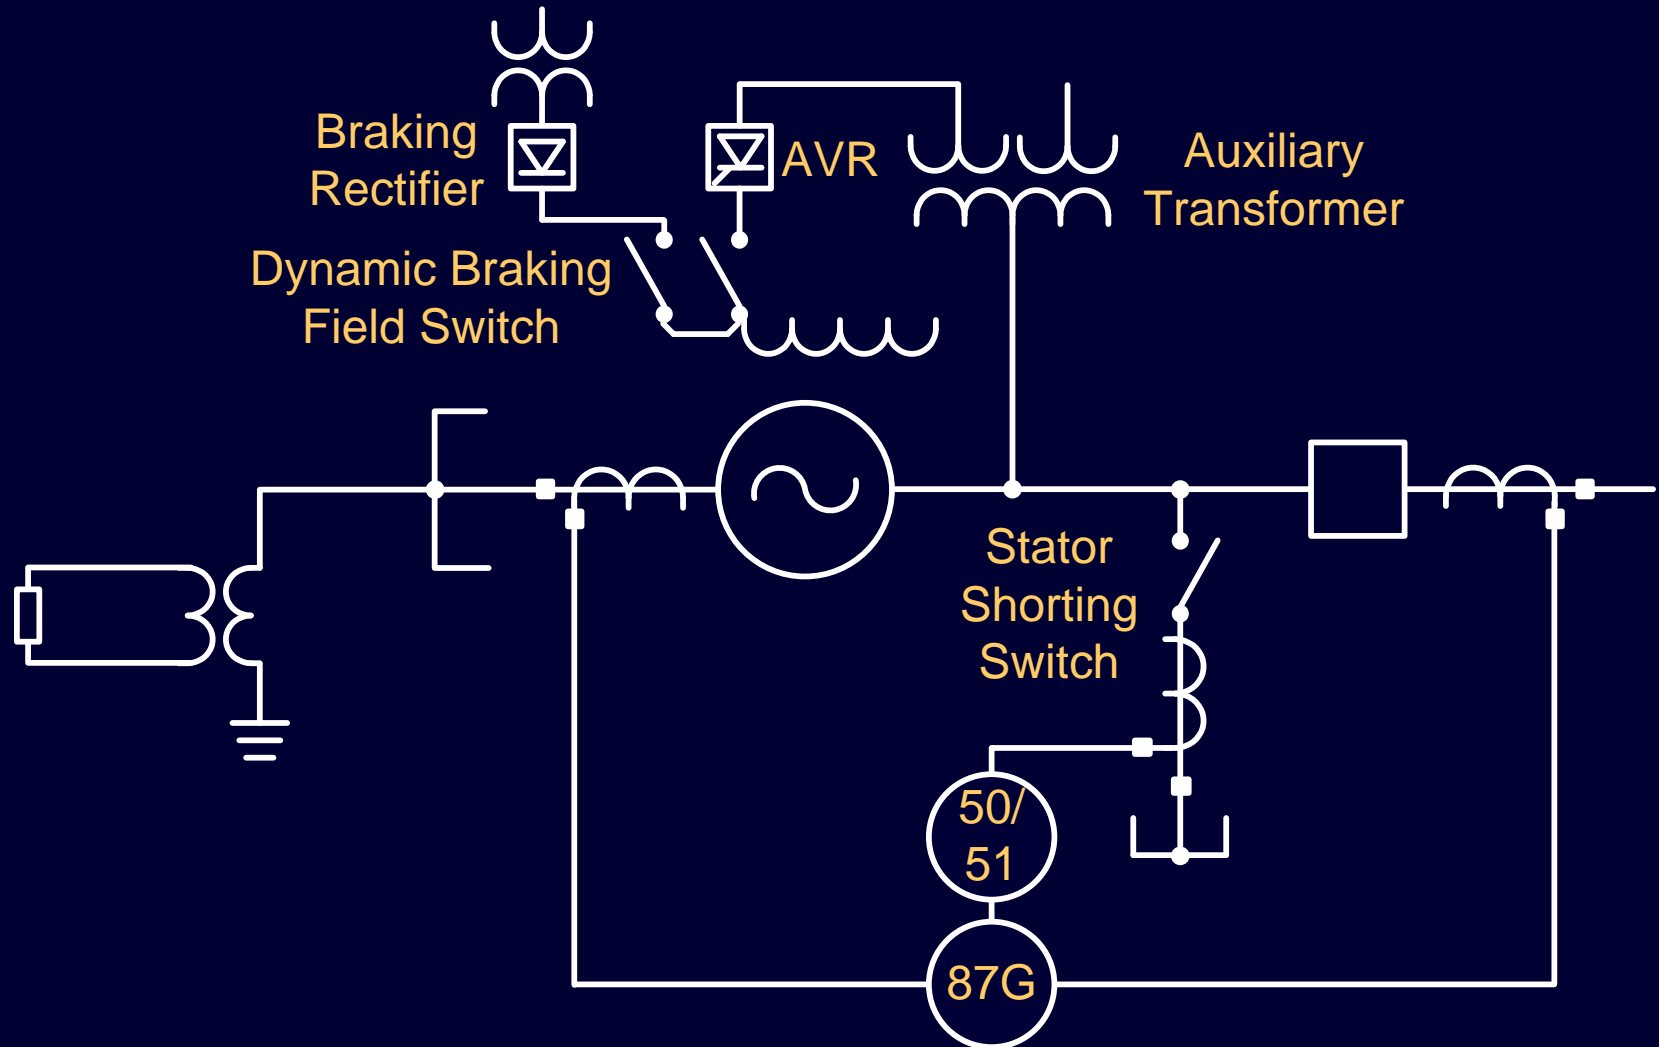 Braking
Rectifier
AVR
Auxiliary
Transformer
Dynamic Braking
Field Switch
Stator
Shorting
Switch
50/
51
87G